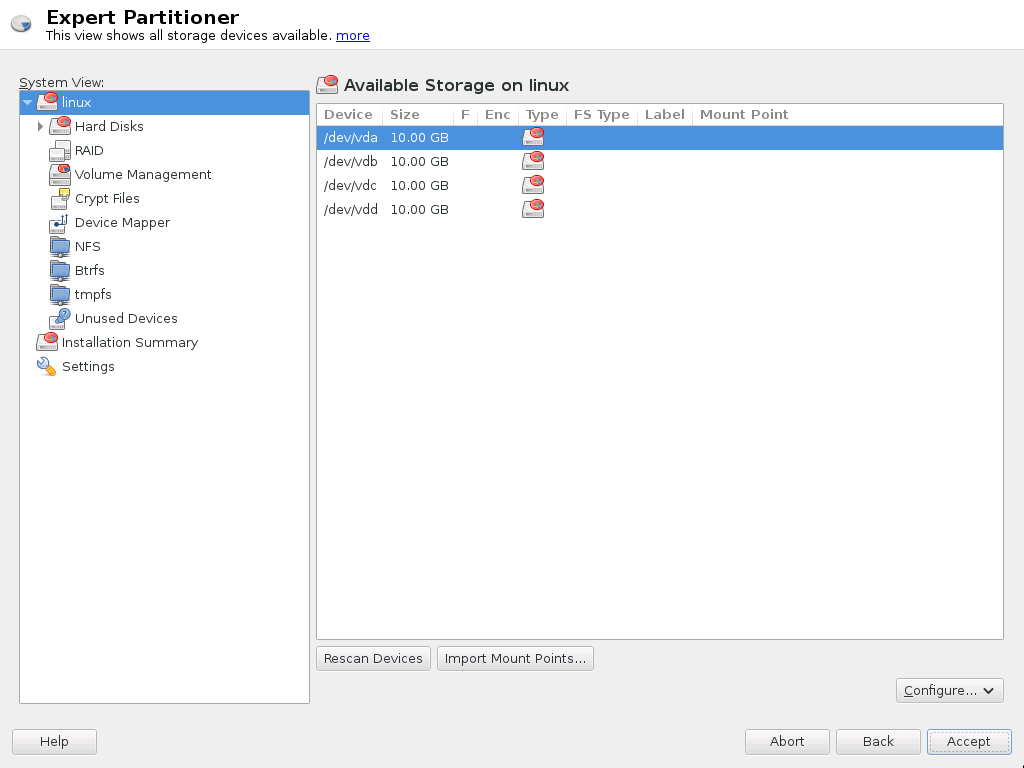 Expert Partitioner
This view shows all storage devices available. more
System View:
linux
Hard Disks
RAID
Volume Management
Crypt Files
Device Mapper
NFS
Btrfs
tmpfs
Unused Devices
Installation Summary
Settings
Available Storage on linux
Device Size F Enc Type FS Type Label Mount Point
/dev/vda 10.00 GB
/dev/vdb 10.00 GB
/dev/vdc 10.00 GB
/dev/vdd 10.00 GB
Rescan Devices Import Mount Points...
Configure...
Help Abort Back Accept